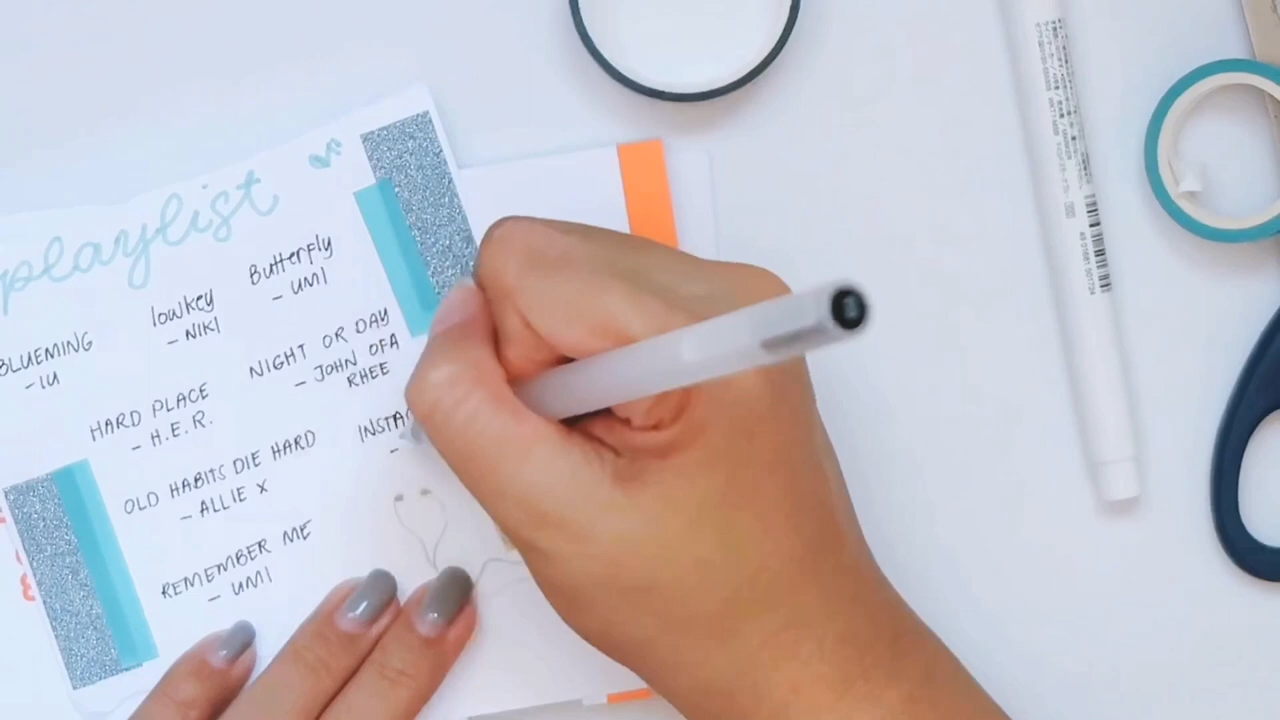 playlist
BLUEMING
- IU
lowkey
- NIKI
Butterfly
- UMI
HARD PLACE
- H.E.R.
NIGHT OR DAY
- JOHN OFA
RHEE
OLD HABITS DIE HARD
- ALLIE X
REMEMBER ME
- UMI